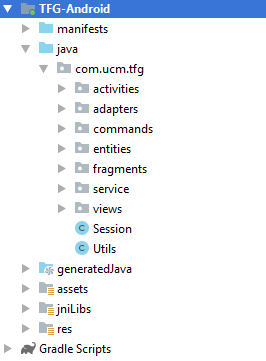 TFG-Android
manifests
java
com.ucm.tfg
activities
adapters
commands
entities
fragments
service
views
Session
Utils
generatedJava
assets
jniLibs
res
Gradle Scripts